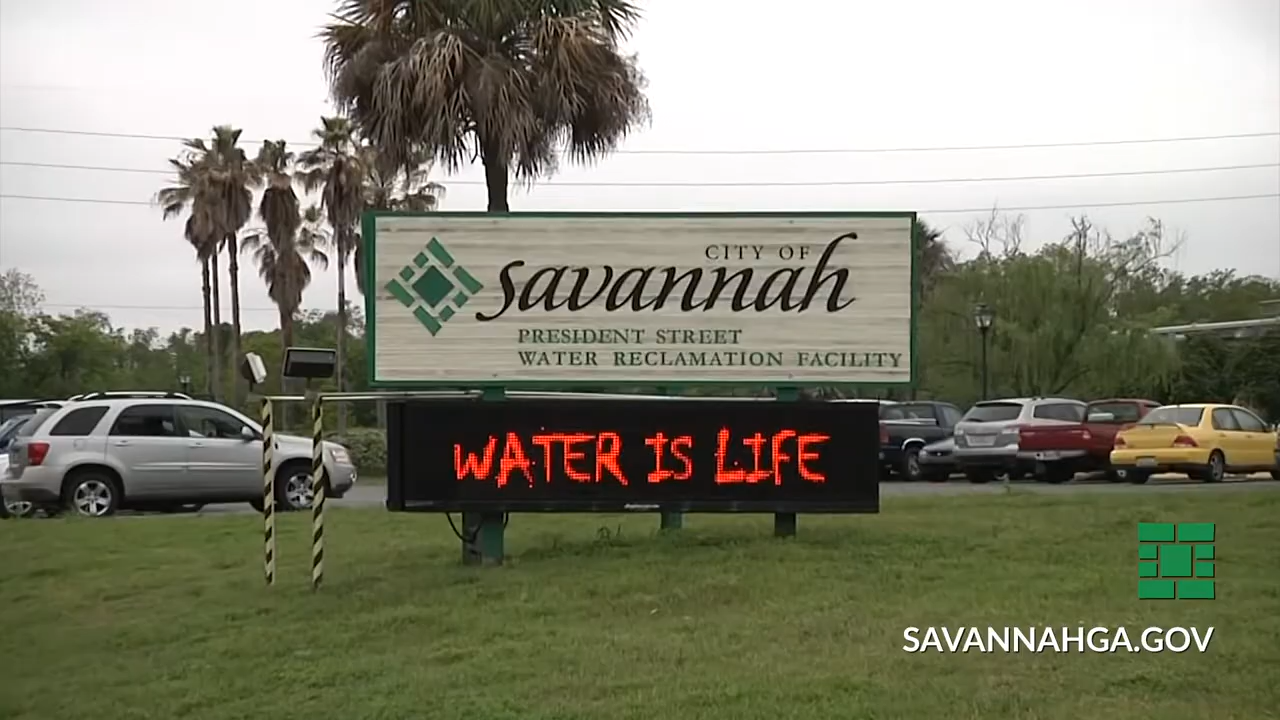 CITY OF
savannah
PRESIDENT STREET
WATER RECLAMATION FACILITY
WATER IS LIFE
SAVANNAHGA.GOV